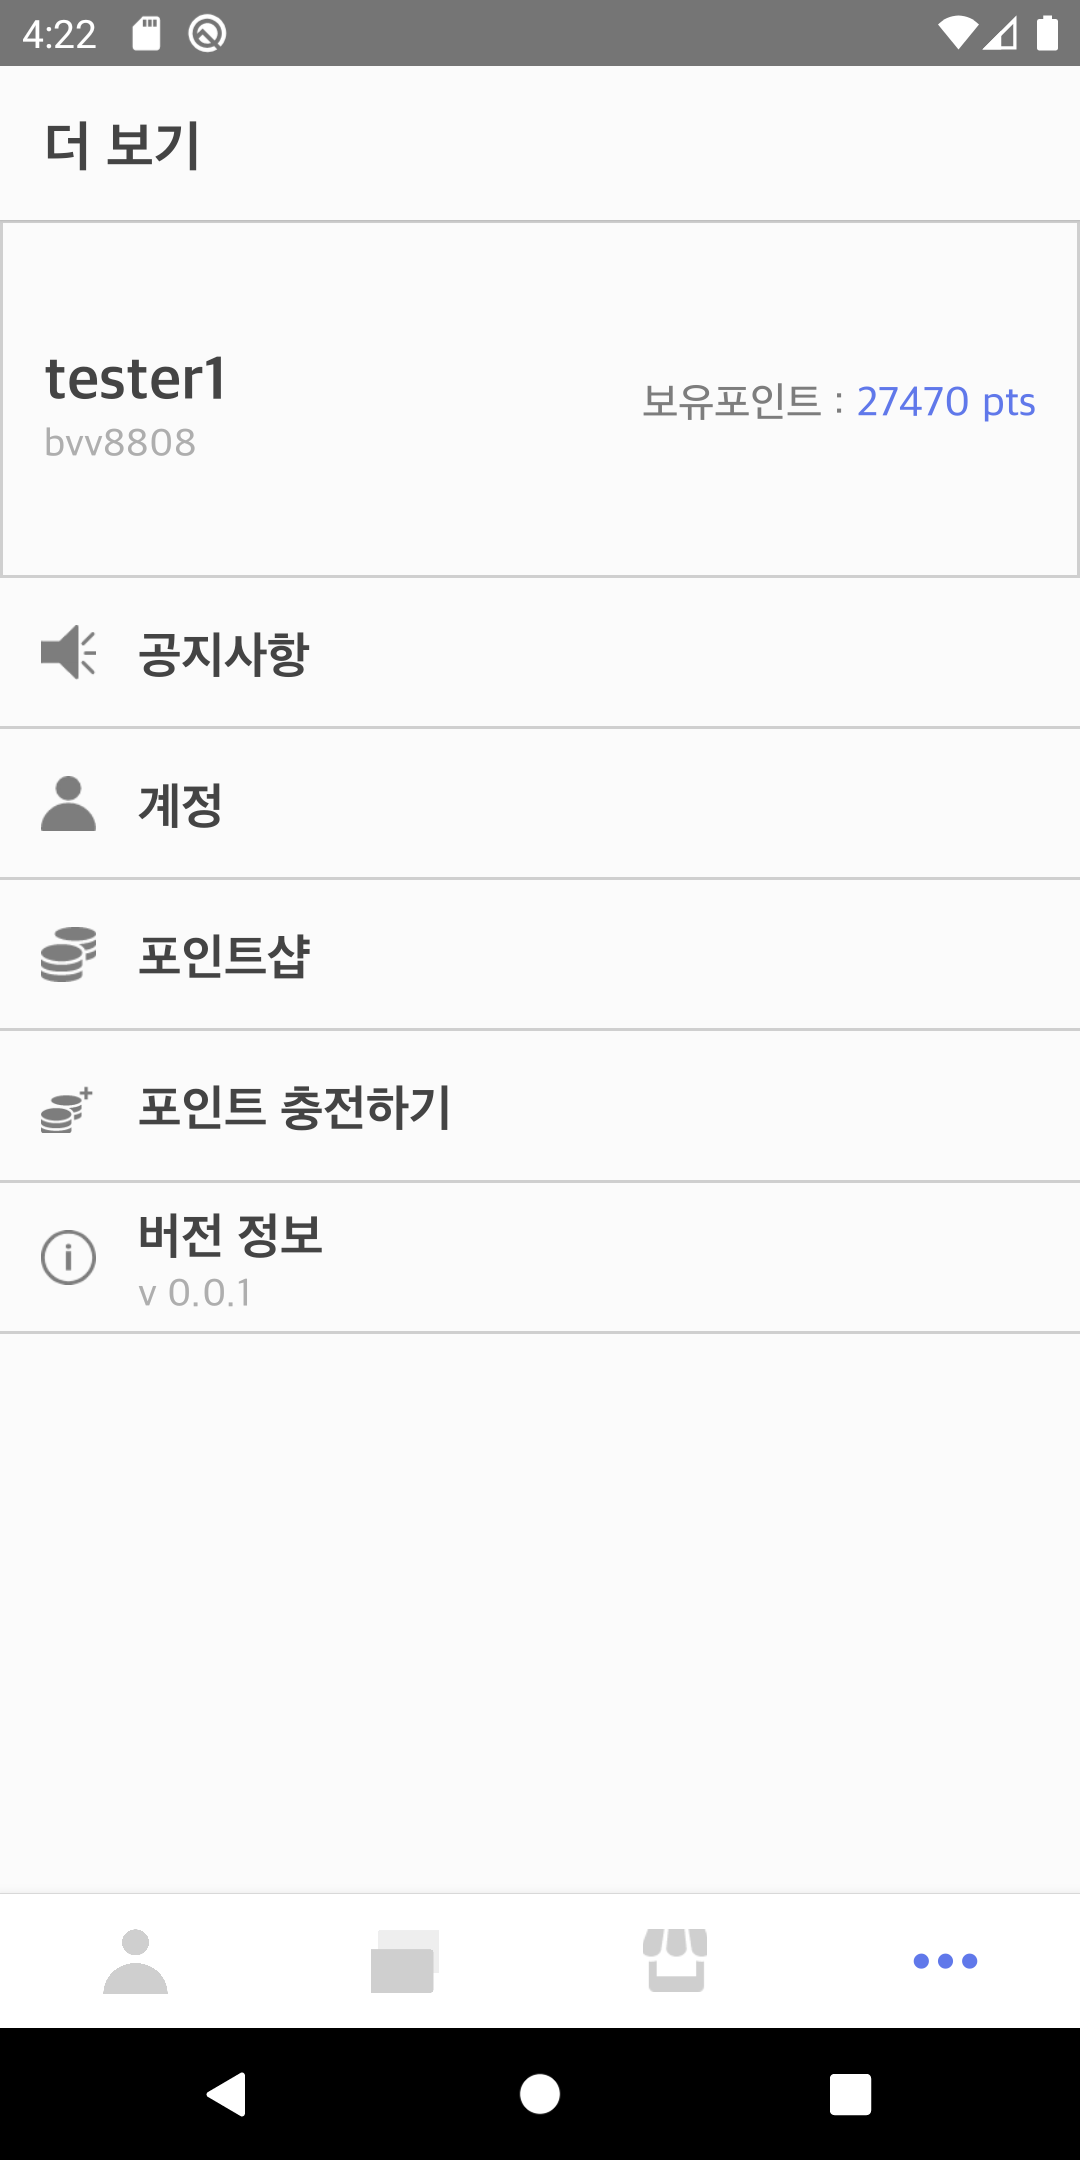 4:22
더 보기
tester1
보유포인트 : 27470 pts
bvv8808
공지사항
계정
포인트샵
포인트 충전하기
버전 정보
v 0.0.1